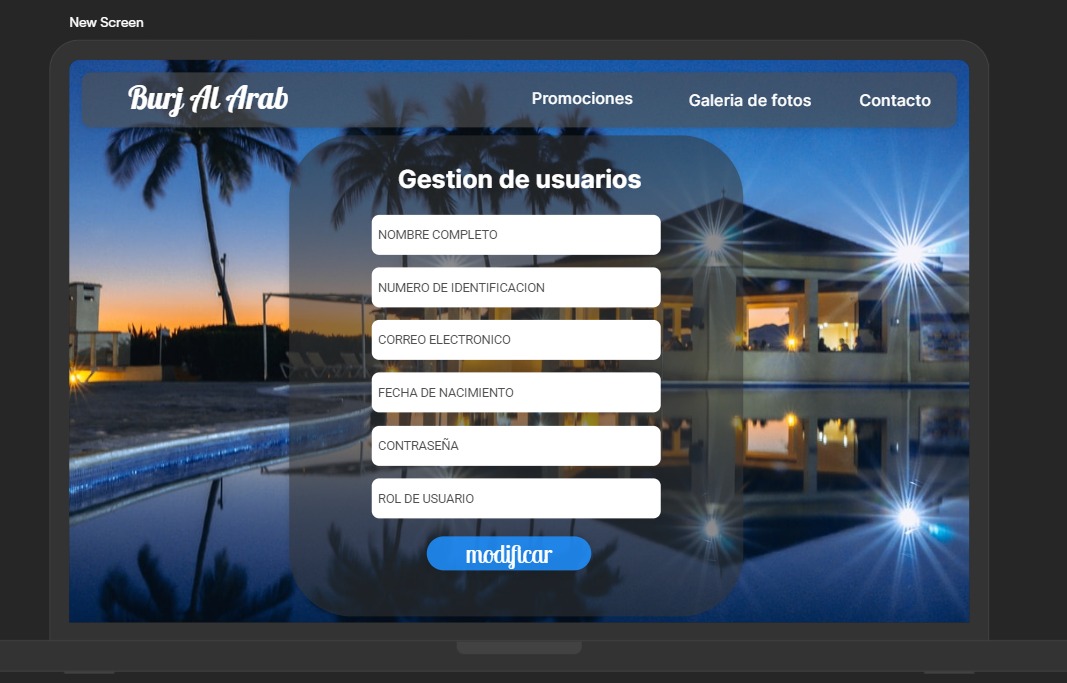 New Screen
Burj Al Arab
Promociones
Galeria de fotos
Contacto
Gestion de usuarios
NOMBRE COMPLETO
NUMERO DE IDENTIFICACION
CORREO ELECTRONICO
FECHA DE NACIMIENTO
CONTRASEÑA
ROL DE USUARIO
modificar